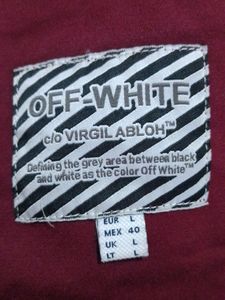 OFF-WHITE
c/o VIRGIL ABLOH™
Defining the grey area between black
and white as the color Off White™
EUR L
MEX 40
UK L
LT L